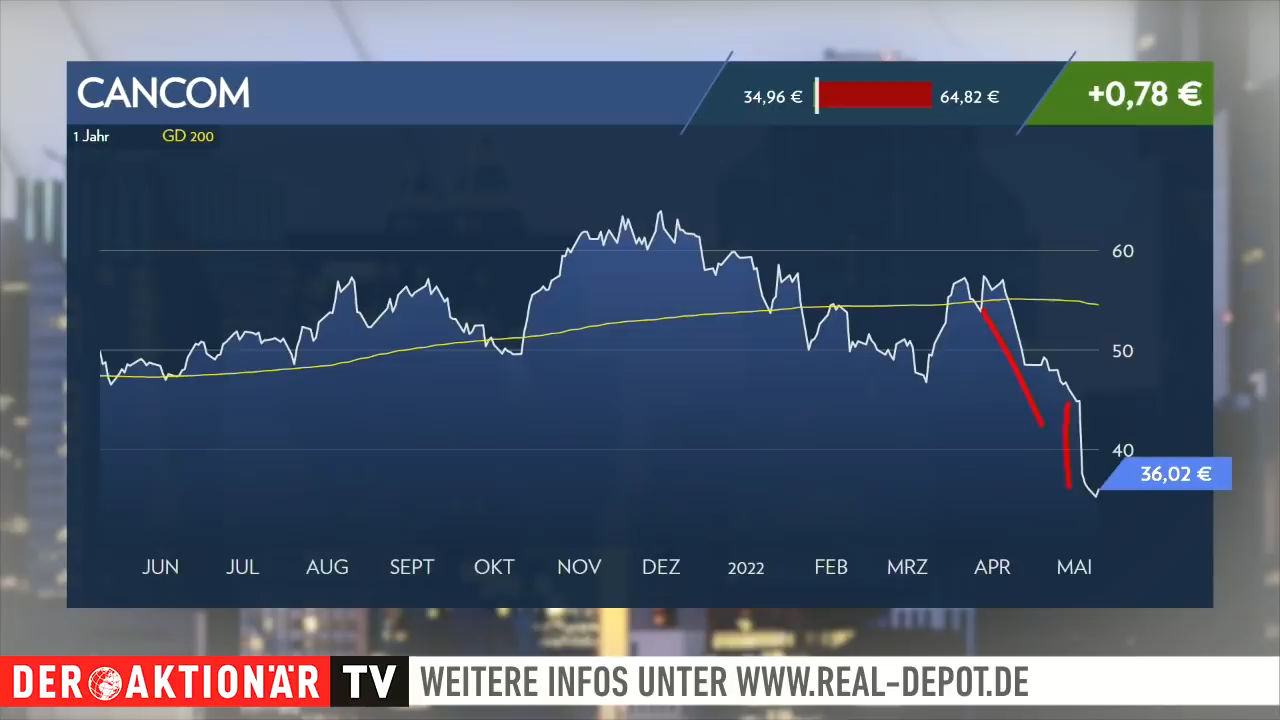 CANCOM
34,96 €
64,82 €
+0,78 €
1 Jahr
GD 200
60
50
40
36,02 €
JUN JUL AUG SEPT OKT NOV DEZ 2022 FEB MRZ APR MAI
DER AKTIONÄR TV WEITERE INFOS UNTER WWW.REAL-DEPOT.DE